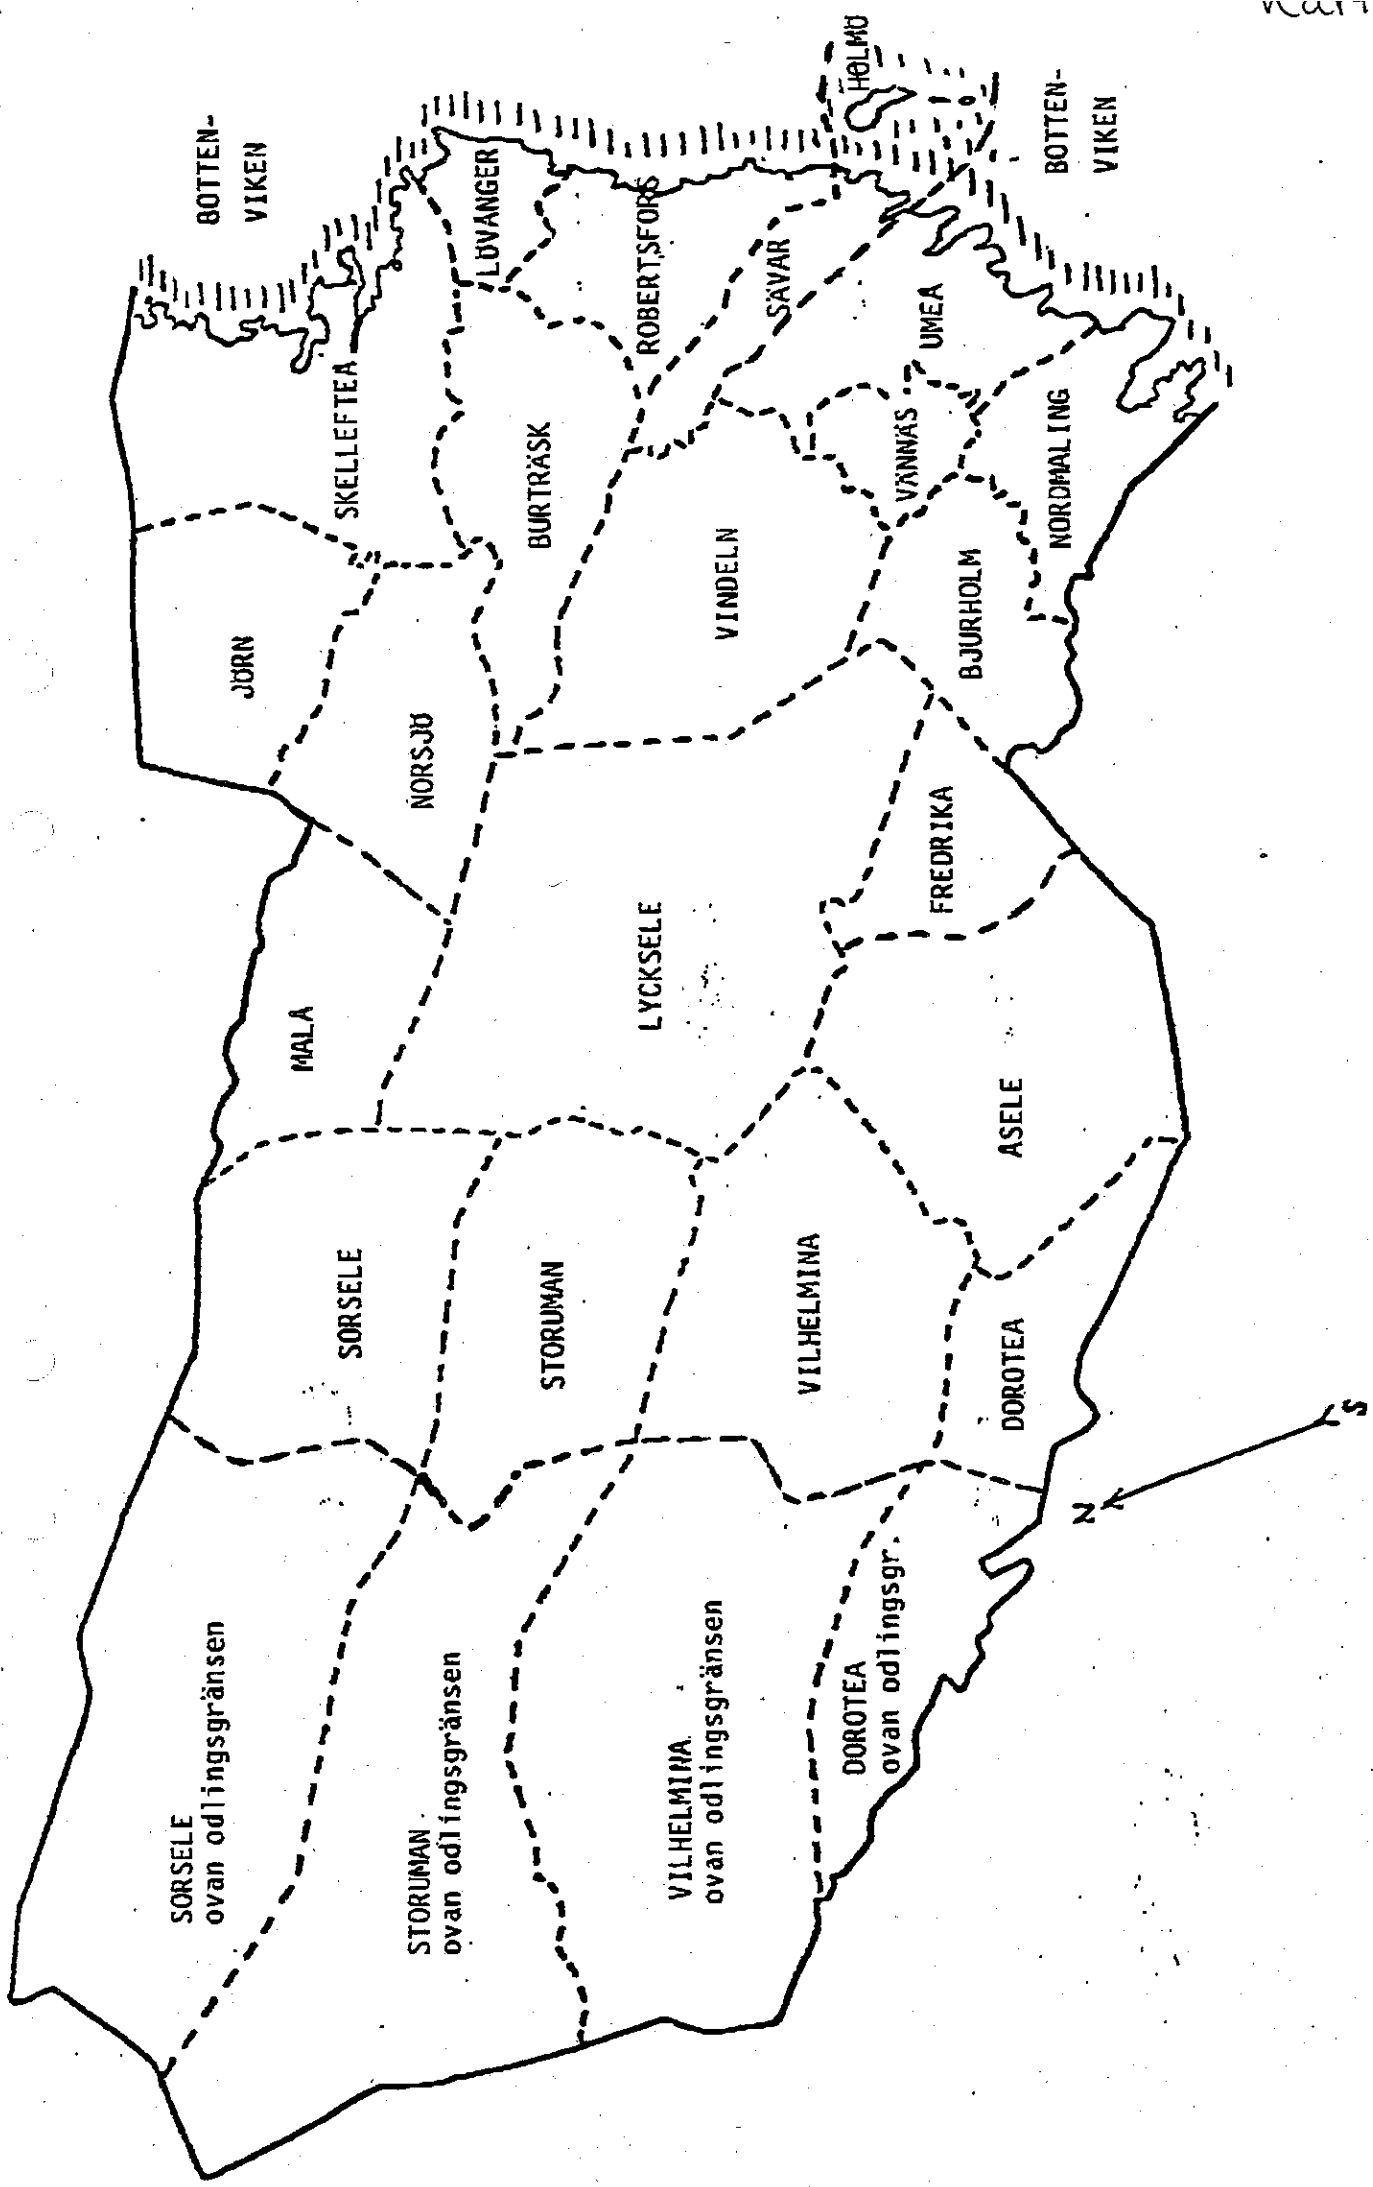 BOTTEN-
VIKEN
HOLMÖ
BOTTEN-
VIKEN
LÖVÅNGER
ROBERTSFORS
SÄVAR
UMEÅ
SKELLEFTEÅ
BURTRÄSK
VÄNNÄS
NORDMALING
JÖRN
VINDELN
BJURHOLM
NORSJÖ
FREDRIKA
MALÅ
LYCKSELE
ÅSELE
SORSELE
STORUMAN
VILHELMINA
DOROTEA
SORSELE
ovan odlingsgränsen
STORUMAN
ovan odlingsgränsen
VILHELMINA
ovan odlingsgränsen
DOROTEA
ovan odlingsgr.
N
S